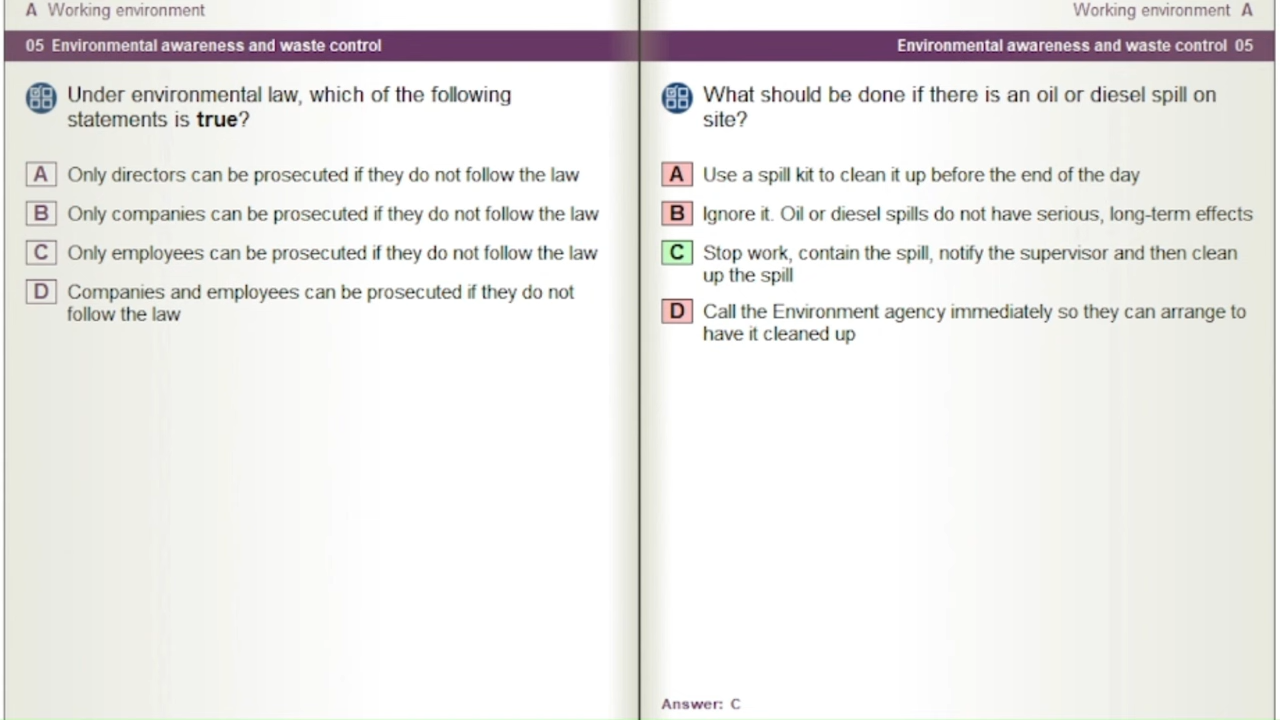 A Working environment
05 Environmental awareness and waste control
Under environmental law, which of the following
statements is true?
A Only directors can be prosecuted if they do not follow the law
B Only companies can be prosecuted if they do not follow the law
C Only employees can be prosecuted if they do not follow the law
D Companies and employees can be prosecuted if they do not
follow the law
Working environment A
Environmental awareness and waste control 05
What should be done if there is an oil or diesel spill on
site?
A Use a spill kit to clean it up before the end of the day
B Ignore it. Oil or diesel spills do not have serious, long-term effects
C Stop work, contain the spill, notify the supervisor and then clean
up the spill
D Call the Environment agency immediately so they can arrange to
have it cleaned up
Answer: C